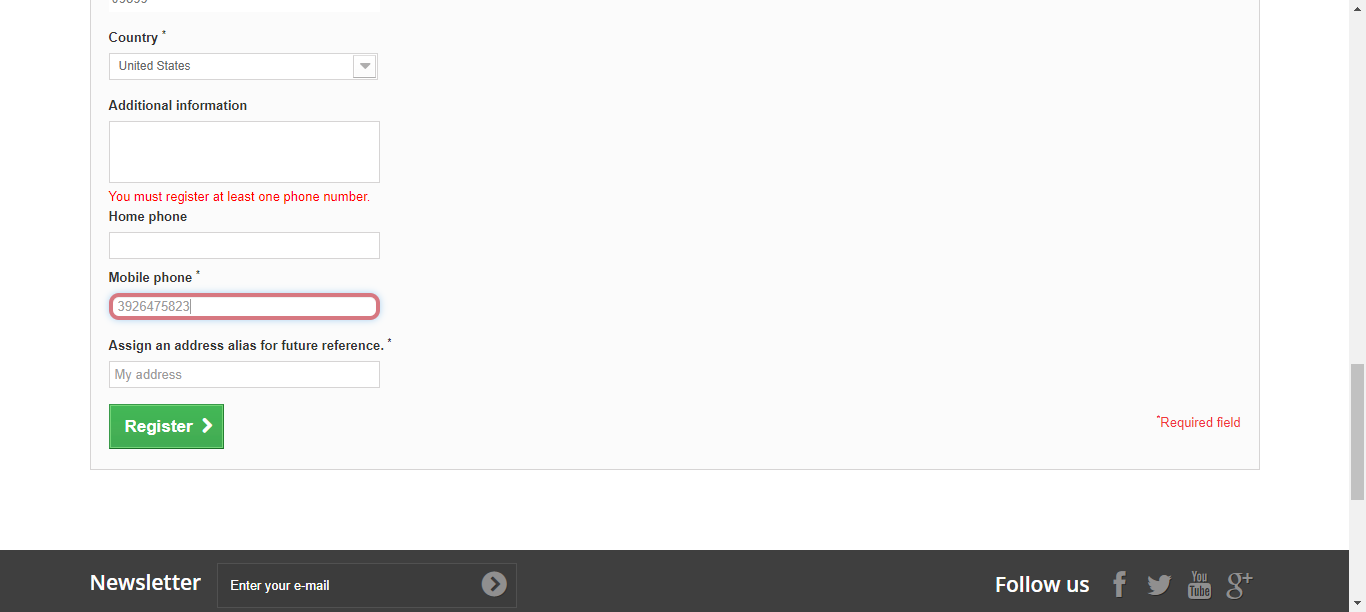 Country *
United States
Additional information
You must register at least one phone number.
Home phone
Mobile phone *
3926475823
Assign an address alias for future reference. *
My address
Register
*Required field
Newsletter
Enter your e-mail
Follow us
You
Tube
g+